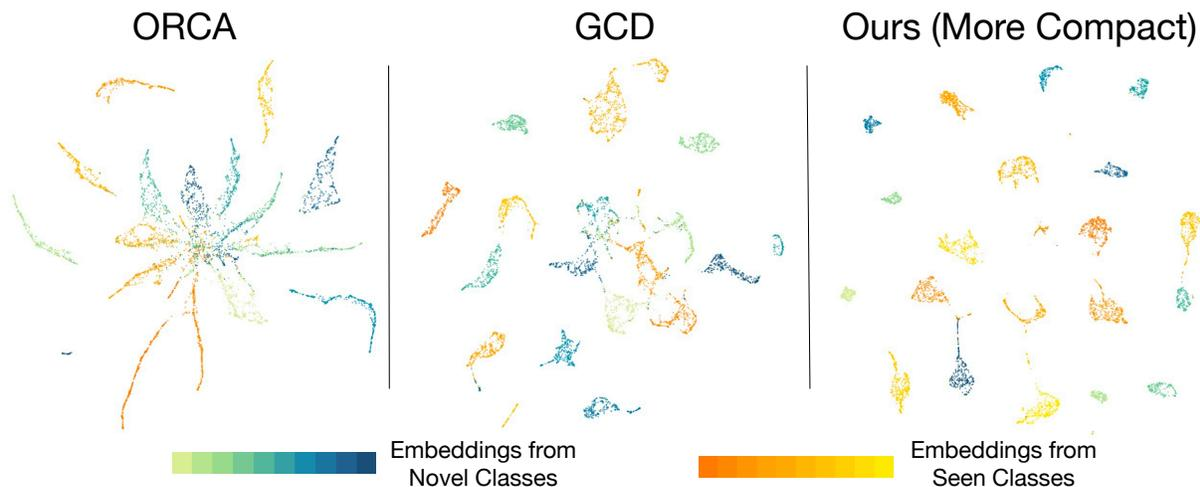 ORCA
GCD
Ours (More Compact)
Embeddings from
Novel Classes
Embeddings from
Seen Classes